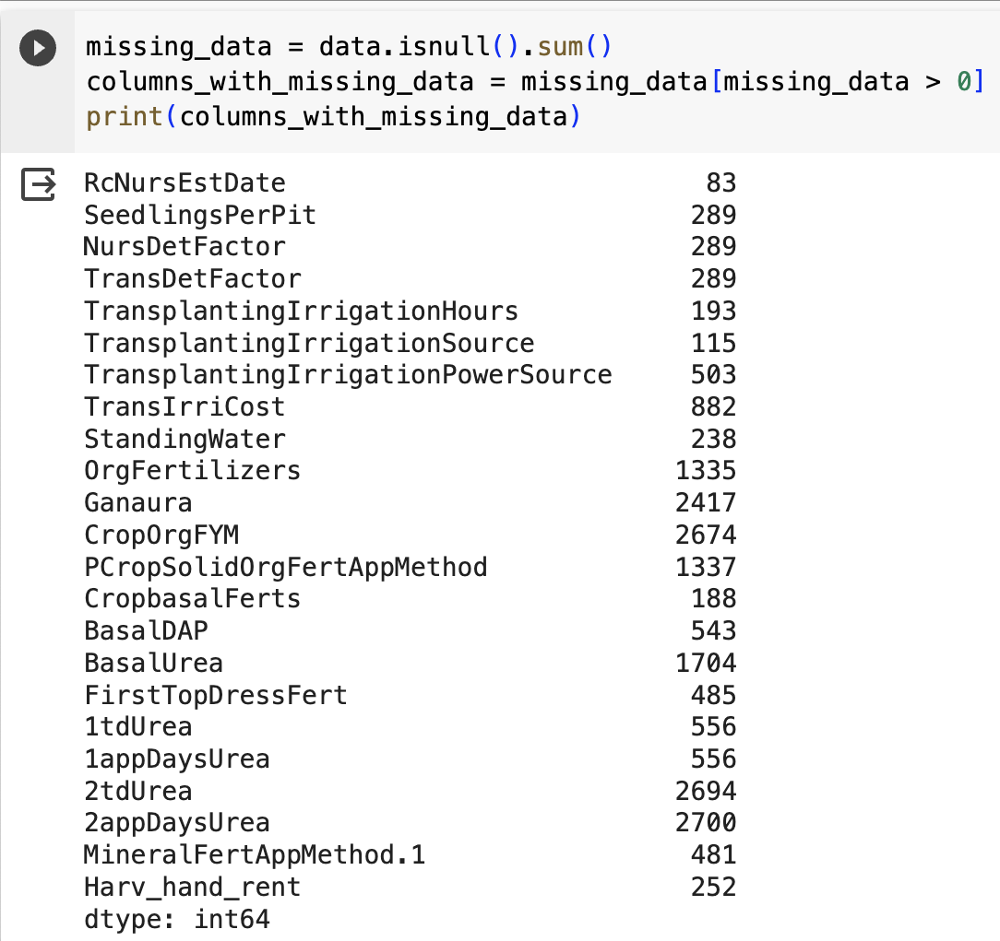 missing_data = data.isnull().sum()
columns_with_missing_data = missing_data[missing_data > 0]
print(columns_with_missing_data)
RcNursEstDate 83
SeedlingsPerPit 289
NursDetFactor 289
TransDetFactor 289
TransplantingIrrigationHours 193
TransplantingIrrigationSource 115
TransplantingIrrigationPowerSource 503
TransIrriCost 882
StandingWater 238
OrgFertilizers 1335
Ganaura 2417
CropOrgFYM 2674
PCropSolidOrgFertAppMethod 1337
CropbasalFerts 188
BasalDAP 543
BasalUrea 1704
FirstTopDressFert 485
1tdUrea 556
1appDaysUrea 556
2tdUrea 2694
2appDaysUrea 2700
MineralFertAppMethod.1 481
Harv_hand_rent 252
dtype: int64